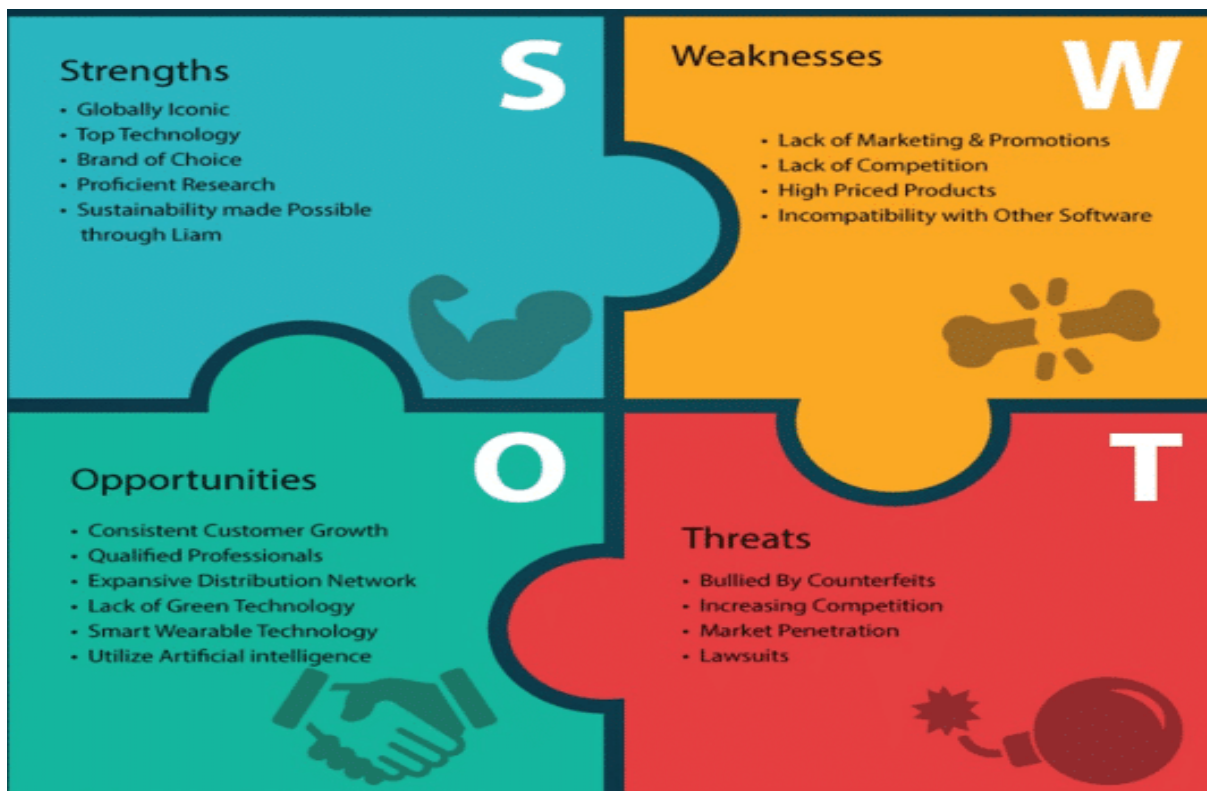 S
Strengths
• Globally Iconic
• Top Technology
• Brand of Choice
• Proficient Research
• Sustainability made Possible
through Liam
W
Weaknesses
• Lack of Marketing & Promotions
• Lack of Competition
• High Priced Products
• Incompatibility with Other Software
O
Opportunities
• Consistent Customer Growth
• Qualified Professionals
• Expansive Distribution Network
• Lack of Green Technology
• Smart Wearable Technology
• Utilize Artificial intelligence
T
Threats
• Bullied By Counterfeits
• Increasing Competition
• Market Penetration
• Lawsuits